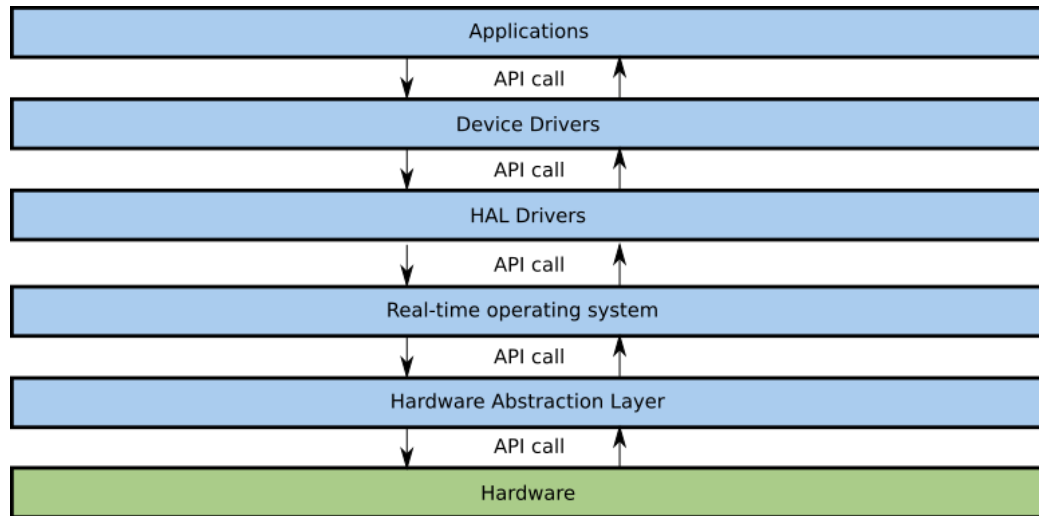 Applications
API call
Device Drivers
API call
HAL Drivers
API call
Real-time operating system
API call
Hardware Abstraction Layer
API call
Hardware